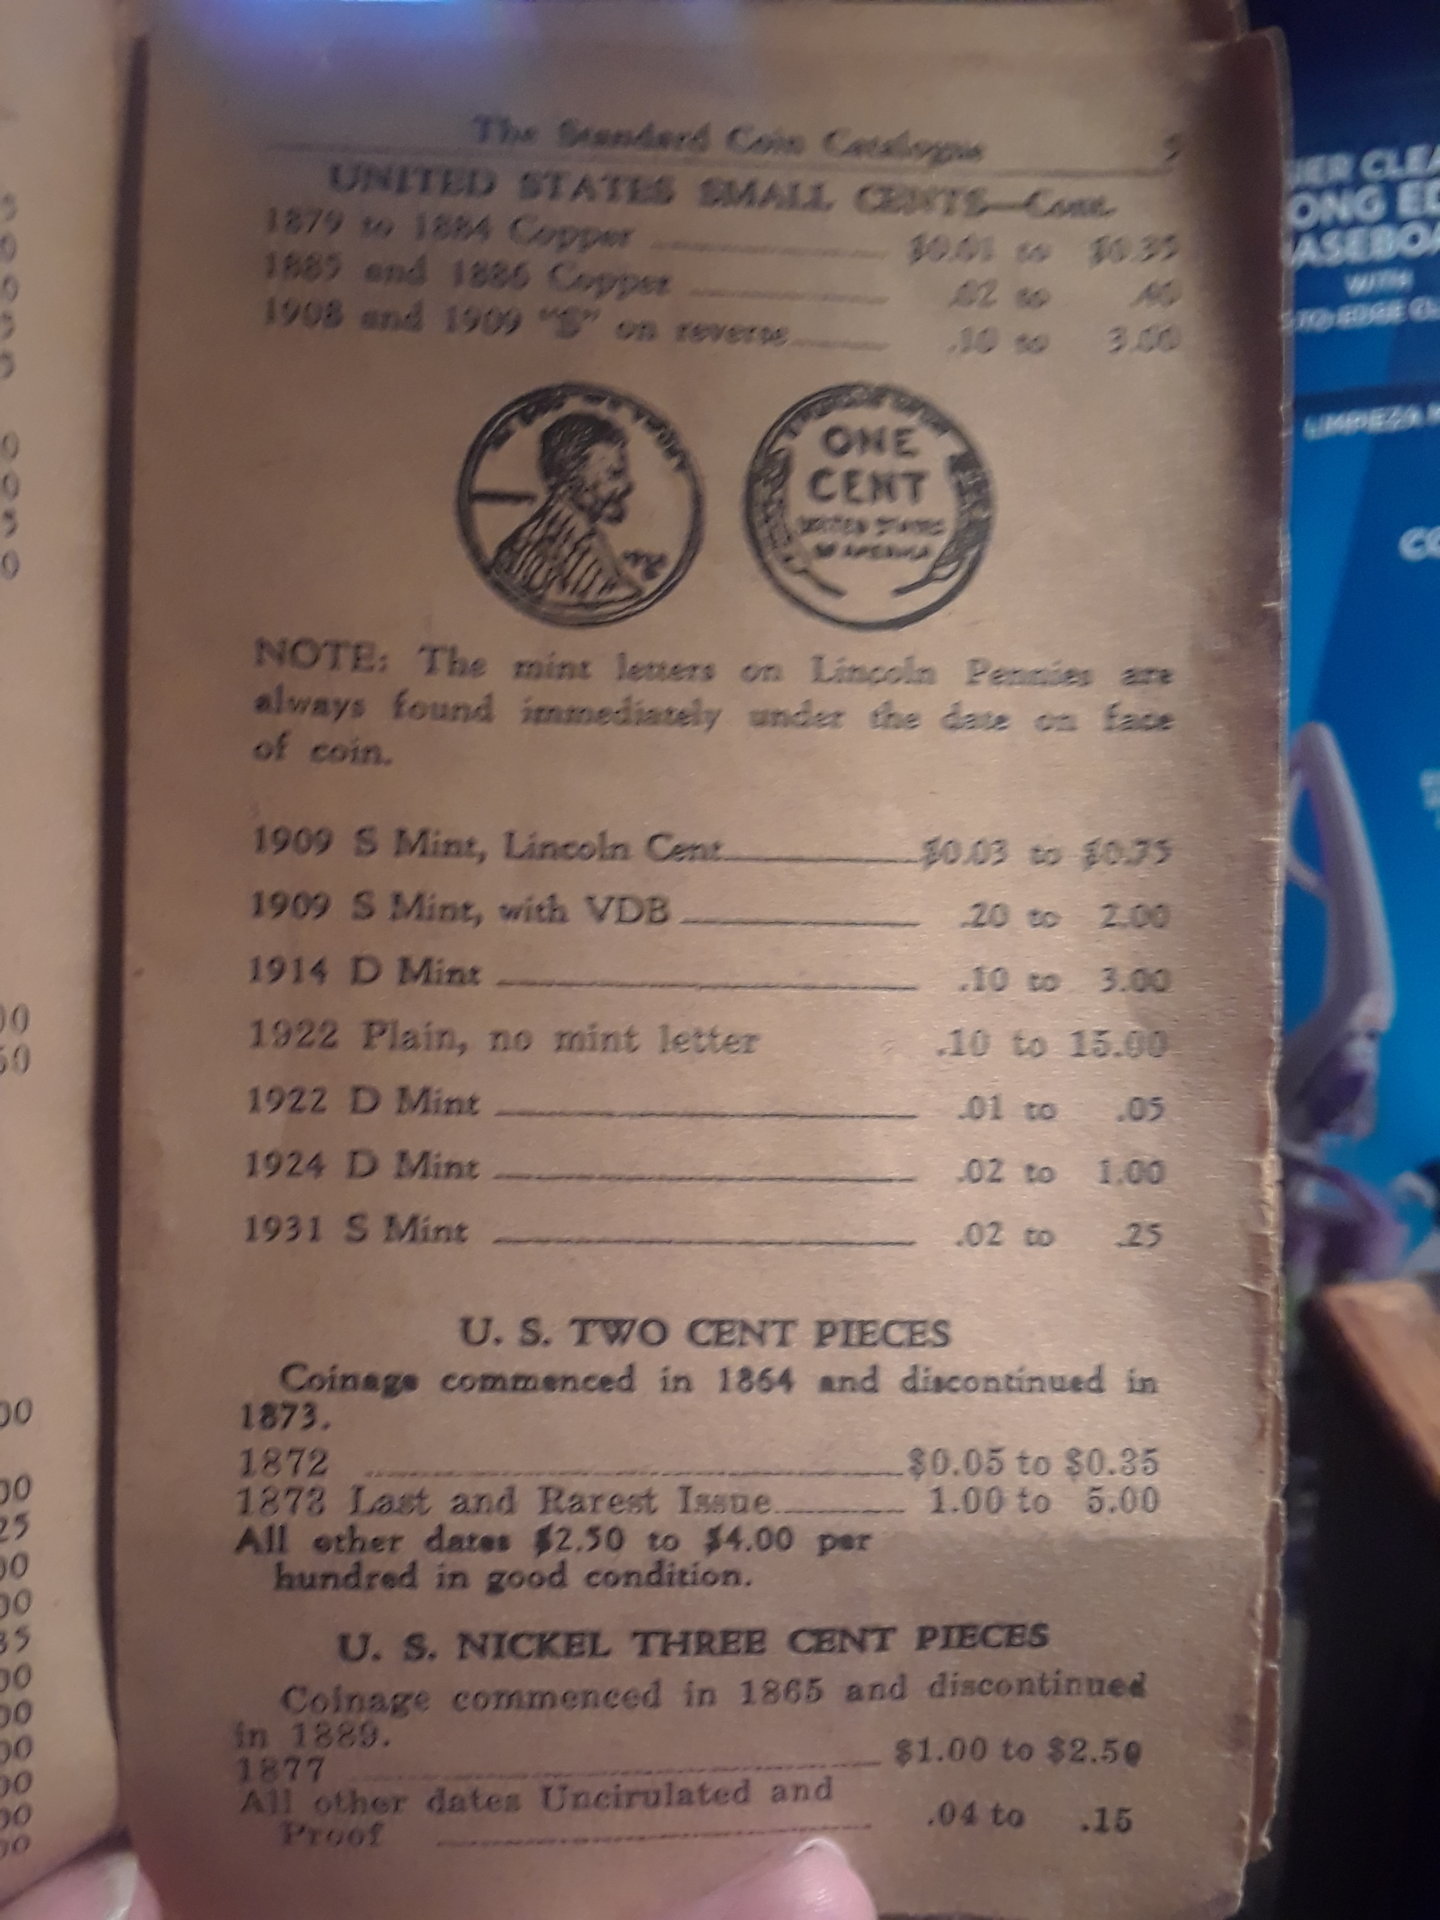 The Standard Coin Catalogue 9
UNITED STATES SMALL CENTS—Cont.
1879 to 1884 Copper $0.01 to $0.35
1885 and 1886 Copper .02 to .40
1908 and 1909 "S" on reverse .10 to 3.00
ONE
CENT
UNITED STATES
OF AMERICA
NOTE: The mint letters on Lincoln Pennies are
always found immediately under the date on face
of coin.
1909 S Mint, Lincoln Cent $0.03 to $0.75
1909 S Mint, with VDB .20 to 2.00
1914 D Mint .10 to 3.00
1922 Plain, no mint letter .10 to 15.00
1922 D Mint .01 to .05
1924 D Mint .02 to 1.00
1931 S Mint .02 to .25
U. S. TWO CENT PIECES
Coinage commenced in 1864 and discontinued in
1873.
1872 $0.05 to $0.35
1873 Last and Rarest Issue 1.00 to 5.00
All other dates $2.50 to $4.00 per
hundred in good condition.
U. S. NICKEL THREE CENT PIECES
Coinage commenced in 1865 and discontinued
in 1889.
1877 $1.00 to $2.50
All other dates Uncirulated and
Proof .04 to .15
WITH
LIMPIEZA